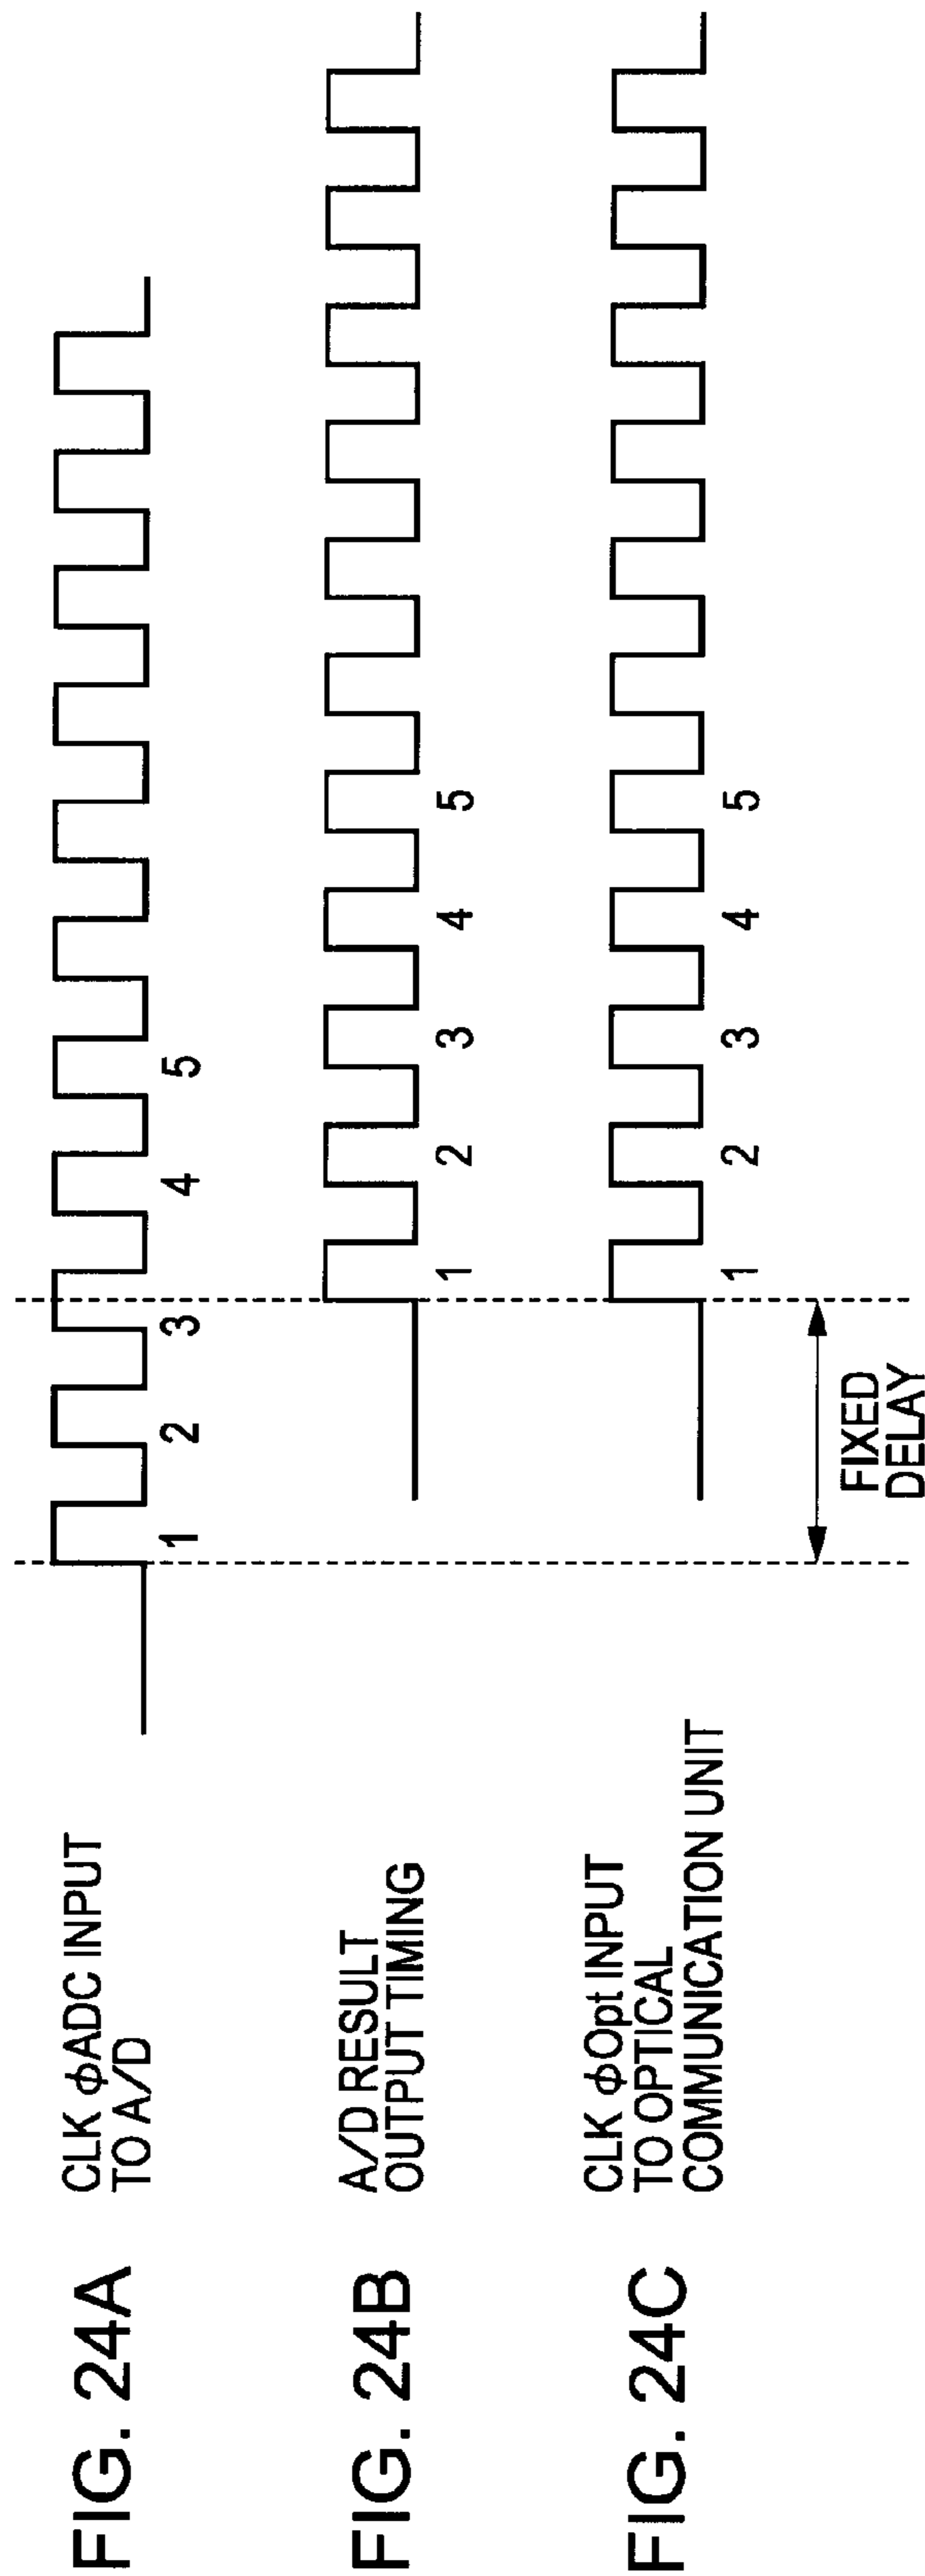 FIG. 24A
CLK ϕADC INPUT
TO A/D
1 2 3 4 5
FIG. 24B
A/D RESULT
OUTPUT TIMING
1 2 3 4 5
FIG. 24C
CLK ϕOpt INPUT
TO OPTICAL
COMMUNICATION UNIT
1 2 3 4 5
FIXED
DELAY